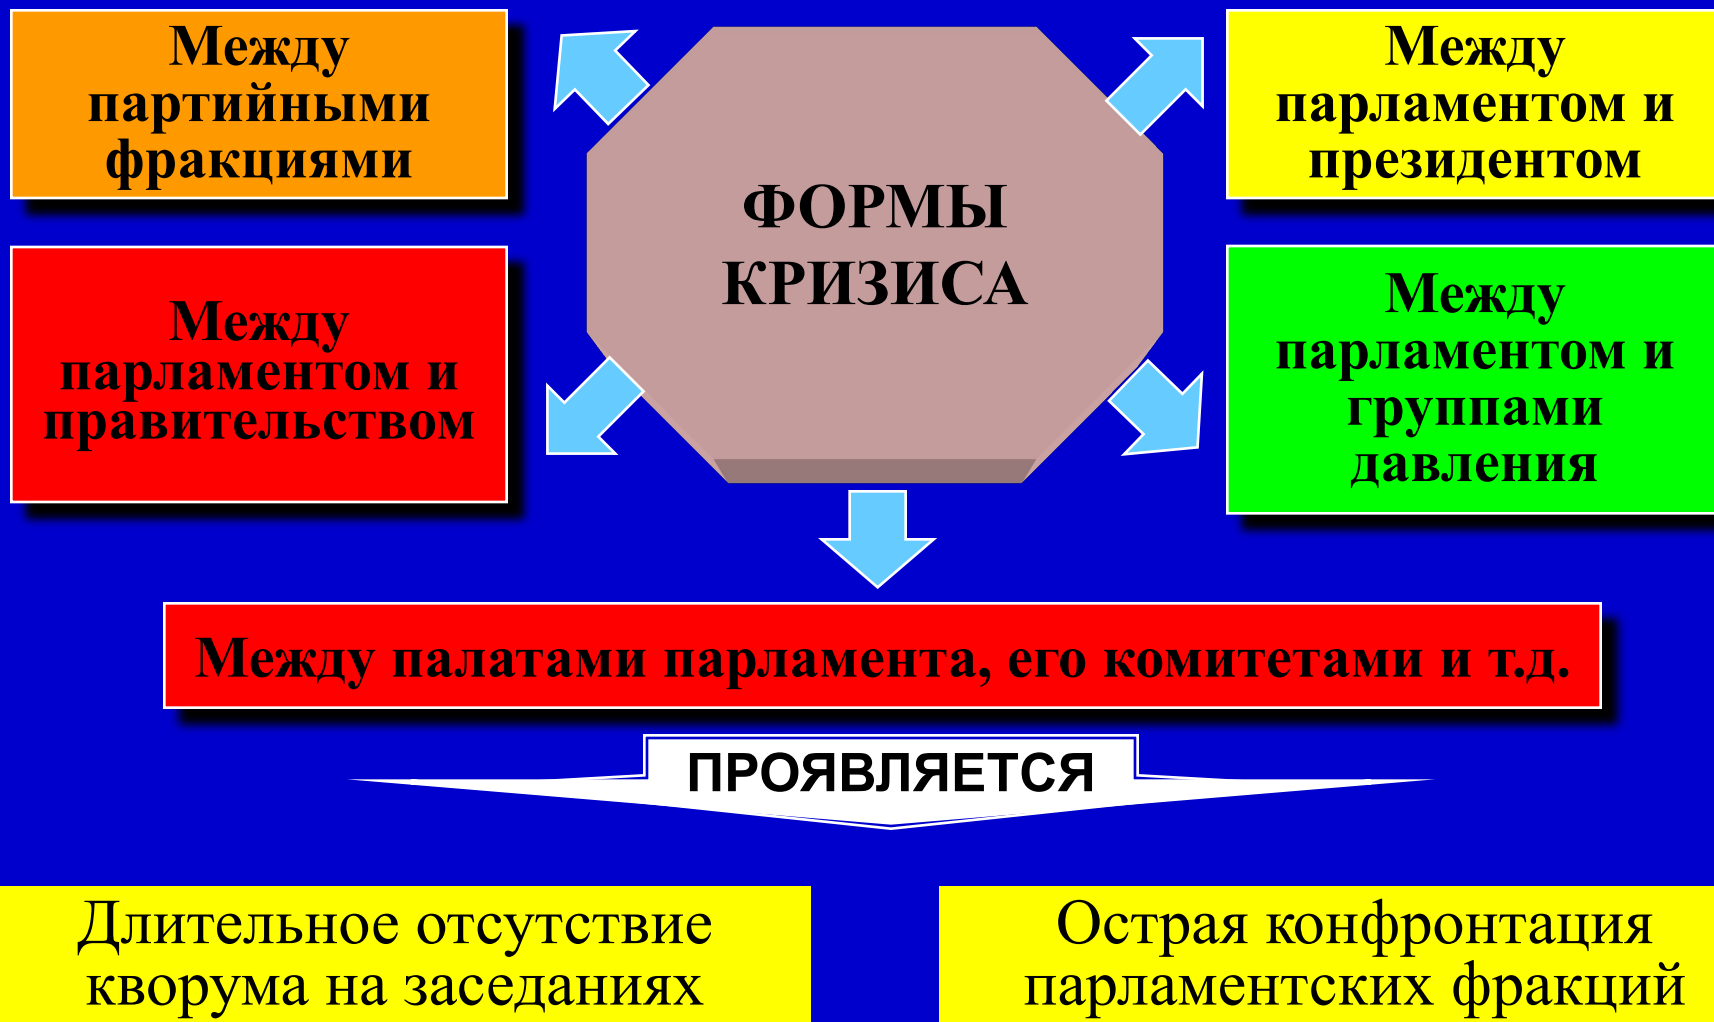 Между
партийными
фракциями
Между
парламентом и
президентом
ФОРМЫ
КРИЗИСА
Между
парламентом и
правительством
Между
парламентом и
группами
давления
Между палатами парламента, его комитетами и т.д.
ПРОЯВЛЯЕТСЯ
Длительное отсутствие
кворума на заседаниях
Острая конфронтация
парламентских фракций